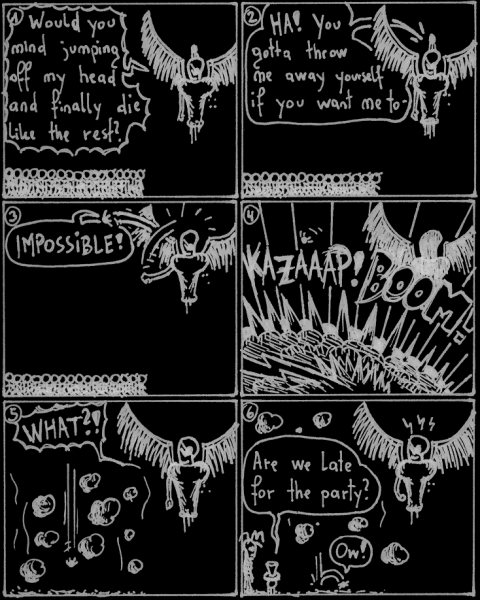 1
Would you
mind jumping
off my head
and finally die
like the rest?
2
HA! You
gotta throw
me away yourself
if you want me to-
3
IMPOSSIBLE!
4
KAZAAAP!
BOOM!
5
WHAT?!
6
Are we late
for the party?
Ow!